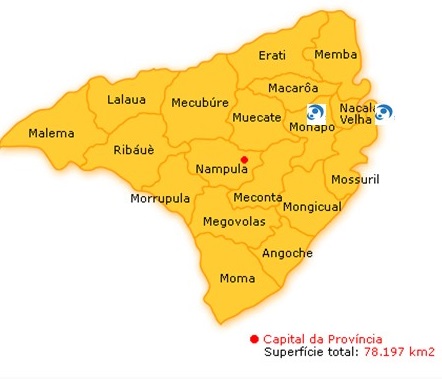 Erati
Memba
Macarôa
Lalaua
Mecubúre
Nacala
Velha
Muecate
Monapo
Malema
Ribáuè
Nampula
Mossuril
Morrupula
Meconta
Mongicual
Megovolas
Angoche
Moma
Capital da Província
Superfície total: 78.197 km2